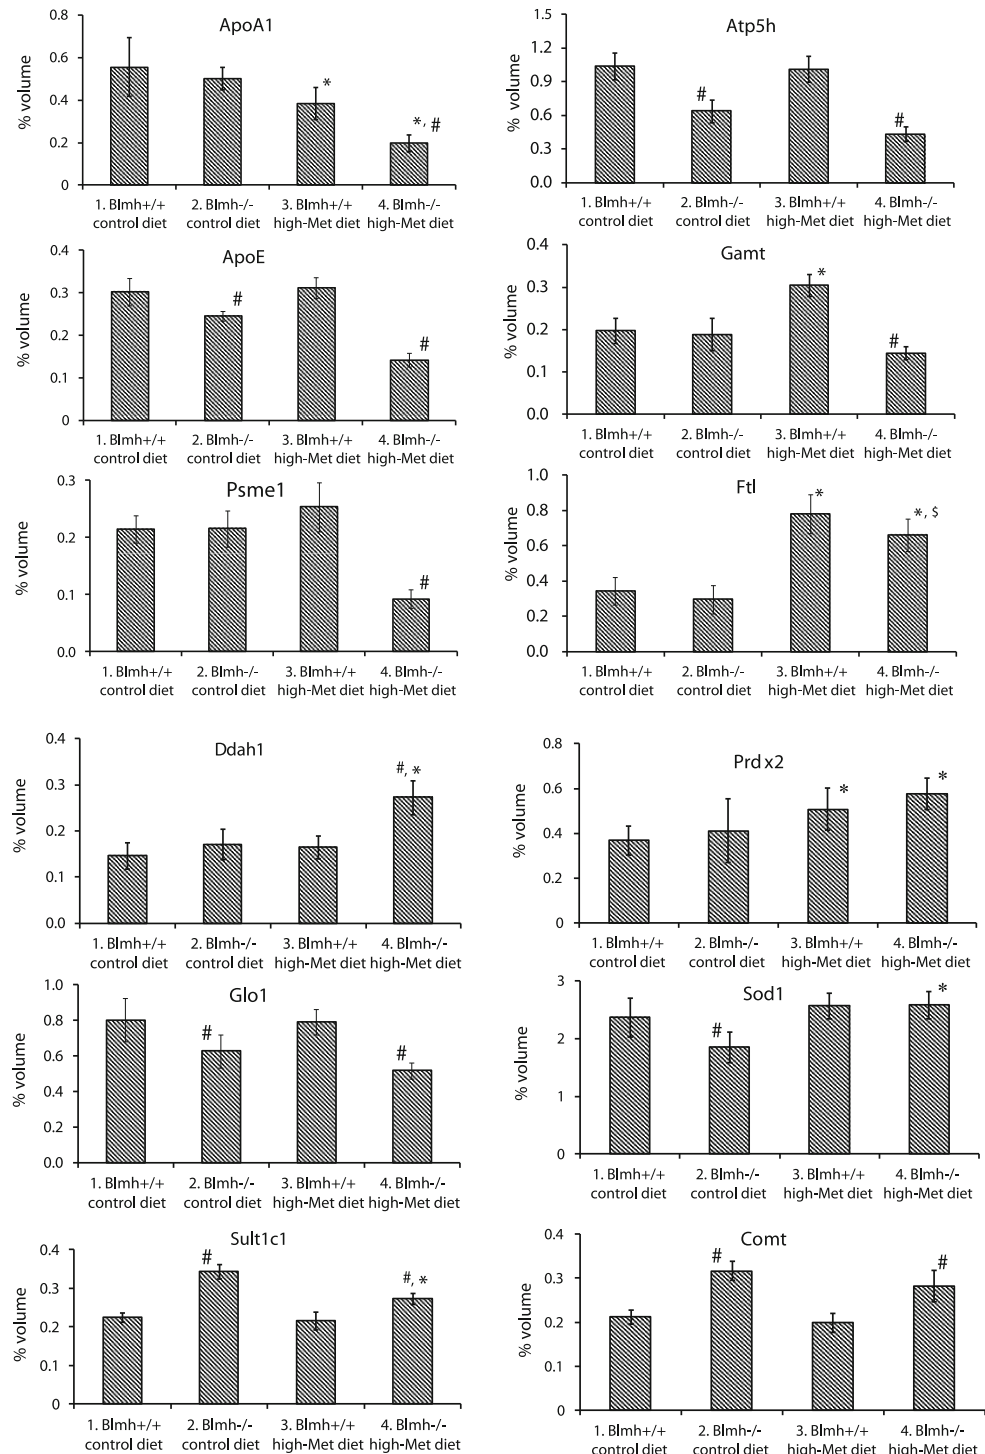 ApoA1
% volume
0.8
0.6
0.4
0.2
0
*
*, #
1. Blmh+/+ 2. Blmh-/- 3. Blmh+/+ 4. Blmh-/-
control diet control diet high-Met diet high-Met diet
Atp5h
% volume
1.5
1.2
0.9
0.6
0.3
0.0
#
#
1. Blmh+/+ 2. Blmh-/- 3. Blmh+/+ 4. Blmh-/-
control diet control diet high-Met diet high-Met diet
ApoE
% volume
0.4
0.3
0.2
0.1
0
#
#
1. Blmh+/+ 2. Blmh-/- 3. Blmh+/+ 4. Blmh-/-
control diet control diet high-Met diet high-Met diet
Gamt
% volume
0.4
0.3
0.2
0.1
0.0
*
#
1. Blmh+/+ 2. Blmh-/- 3. Blmh+/+ 4. Blmh-/-
control diet control diet high-Met diet high-Met diet
Psme1
% volume
0.3
0.2
0.1
0.0
#
1. Blmh+/+ 2. Blmh-/- 3. Blmh+/+ 4. Blmh-/-
control diet control diet high-Met diet high-Met diet
Ftl
% volume
1.0
0.8
0.6
0.4
0.2
0.0
*
*, $
1. Blmh+/+ 2. Blmh-/- 3. Blmh+/+ 4. Blmh-/-
control diet control diet high-Met diet high-Met diet
Ddah1
% volume
0.4
0.3
0.2
0.1
0.0
#, *
1. Blmh+/+ 2. Blmh-/- 3. Blmh+/+ 4. Blmh-/-
control diet control diet high-Met diet high-Met diet
Prdx2
% volume
0.8
0.6
0.4
0.2
0
*
*
1. Blmh+/+ 2. Blmh-/- 3. Blmh+/+ 4. Blmh-/-
control diet control diet high-Met diet high-Met diet
Glo1
% volume
1.0
0.8
0.6
0.4
0.2
0.0
#
#
1. Blmh+/+ 2. Blmh-/- 3. Blmh+/+ 4. Blmh-/-
control diet control diet high-Met diet high-Met diet
Sod1
% volume
3
2
1
0
#
*
1. Blmh+/+ 2. Blmh-/- 3. Blmh+/+ 4. Blmh-/-
control diet control diet high-Met diet high-Met diet
Sult1c1
% volume
0.4
0.3
0.2
0.1
0
#
#, *
1. Blmh+/+ 2. Blmh-/- 3. Blmh+/+ 4. Blmh-/-
control diet control diet high-Met diet high-Met diet
Comt
% volume
0.4
0.3
0.2
0.1
0.0
#
#
1. Blmh+/+ 2. Blmh-/- 3. Blmh+/+ 4. Blmh-/-
control diet control diet high-Met diet high-Met diet